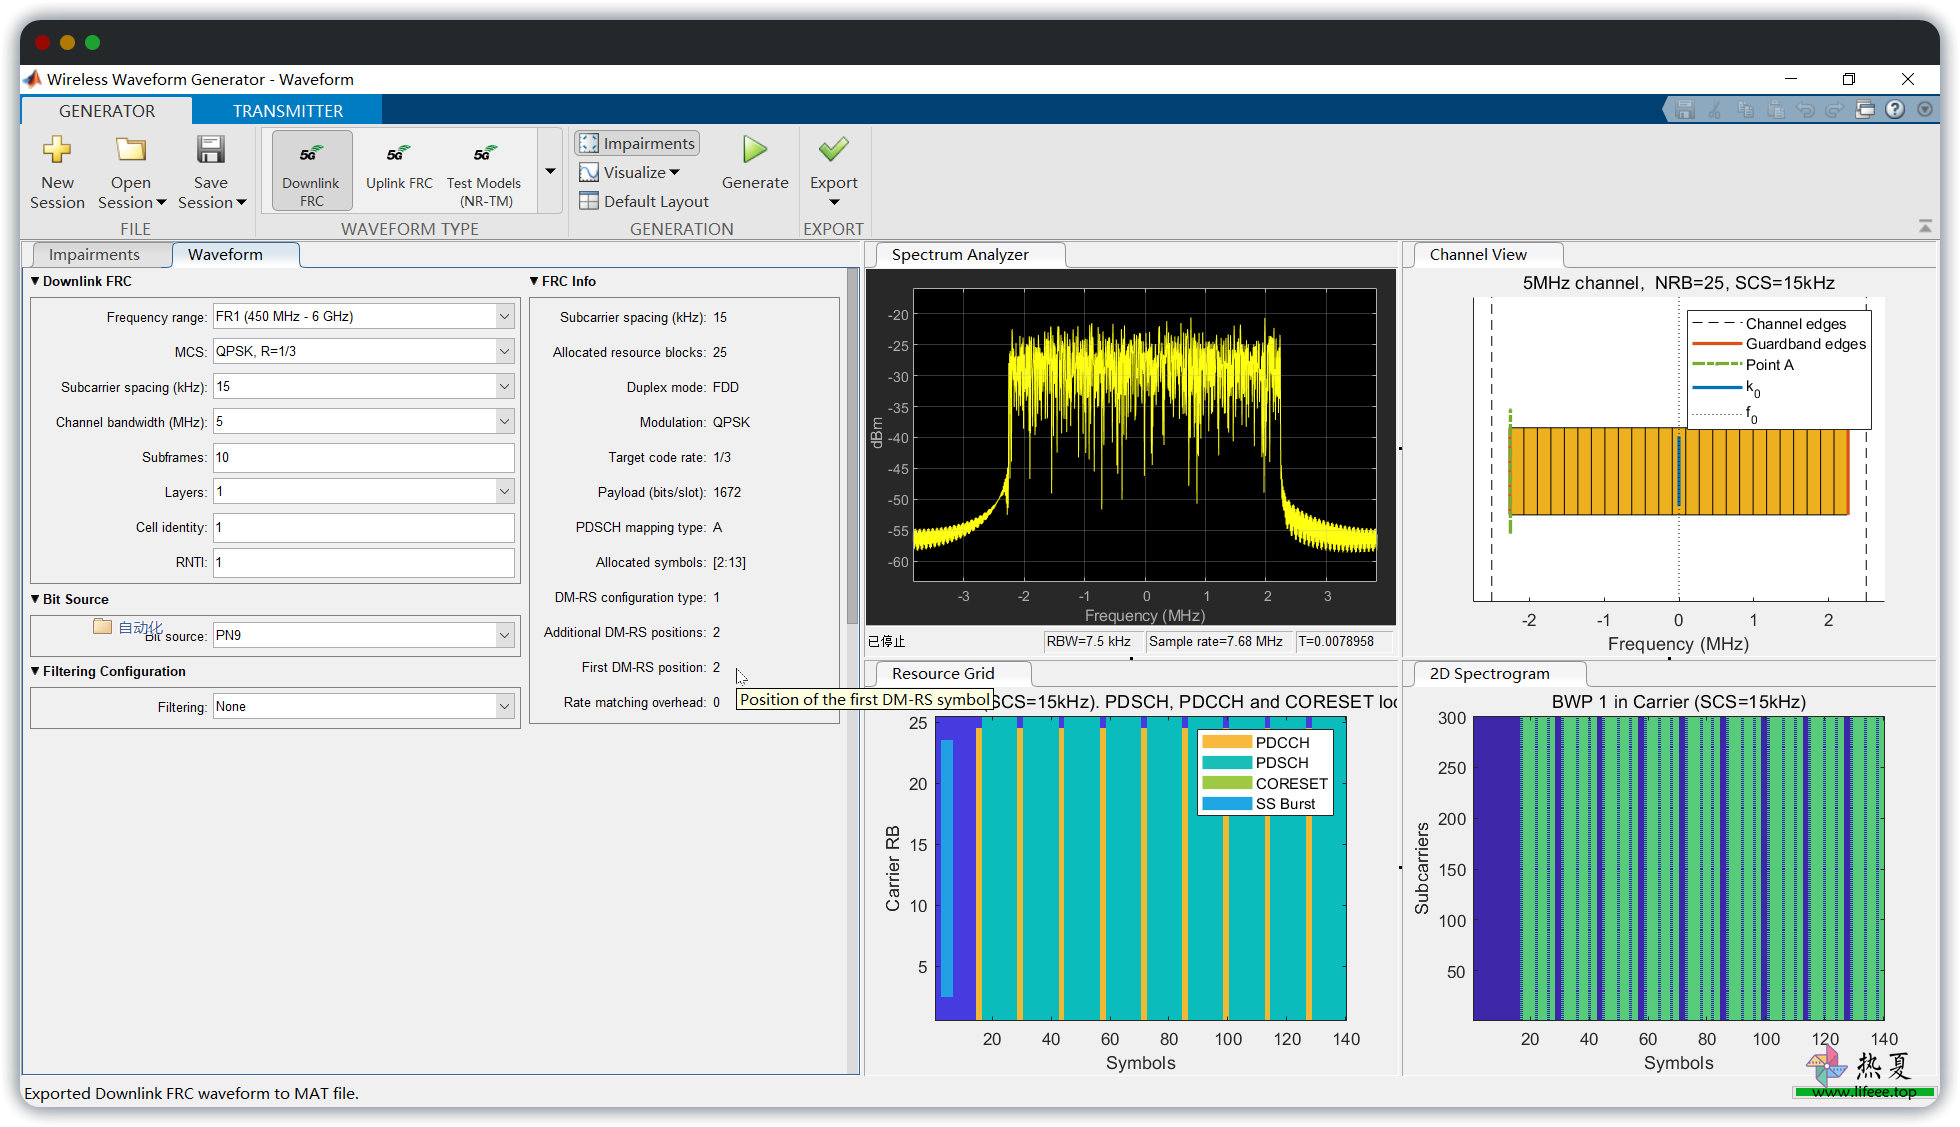 Wireless Waveform Generator - Waveform
GENERATOR
TRANSMITTER
New Session
Open Session
Save Session
FILE
5G
Downlink FRC
5G
Uplink FRC
5G
Test Models (NR-TM)
WAVEFORM TYPE
Impairments
Visualize
Default Layout
Generate
GENERATION
Export
EXPORT
Impairments
Waveform
Downlink FRC
Frequency range: FR1 (450 MHz - 6 GHz)
MCS: QPSK, R=1/3
Subcarrier spacing (kHz): 15
Channel bandwidth (MHz): 5
Subframes: 10
Layers: 1
Cell identity: 1
RNTI: 1
Bit Source
自动化
Bit source: PN9
Filtering Configuration
Filtering: None
FRC Info
Subcarrier spacing (kHz): 15
Allocated resource blocks: 25
Duplex mode: FDD
Modulation: QPSK
Target code rate: 1/3
Payload (bits/slot): 1672
PDSCH mapping type: A
Allocated symbols: [2:13]
DM-RS configuration type: 1
Additional DM-RS positions: 2
First DM-RS position: 2
Rate matching overhead: 0
Position of the first DM-RS symbol
Spectrum Analyzer
dBm
-20
-25
-30
-35
-40
-45
-50
-55
-60
-3 -2 -1 0 1 2 3
Frequency (MHz)
已停止
RBW=7.5 kHz
Sample rate=7.68 MHz
T=0.0078958
Channel View
5MHz channel, NRB=25, SCS=15kHz
Channel edges
Guardband edges
Point A
k0
f0
-2 -1 0 1 2
Frequency (MHz)
Resource Grid
SCS=15kHz). PDSCH, PDCCH and CORESET loc
PDCCH
PDSCH
CORESET
SS Burst
Carrier RB
25
20
15
10
5
20 40 60 80 100 120 140
Symbols
2D Spectrogram
BWP 1 in Carrier (SCS=15kHz)
Subcarriers
300
250
200
150
100
50
20 40 60 80 100 120 140
Symbols
Exported Downlink FRC waveform to MAT file.
热夏
www.lifeee.top